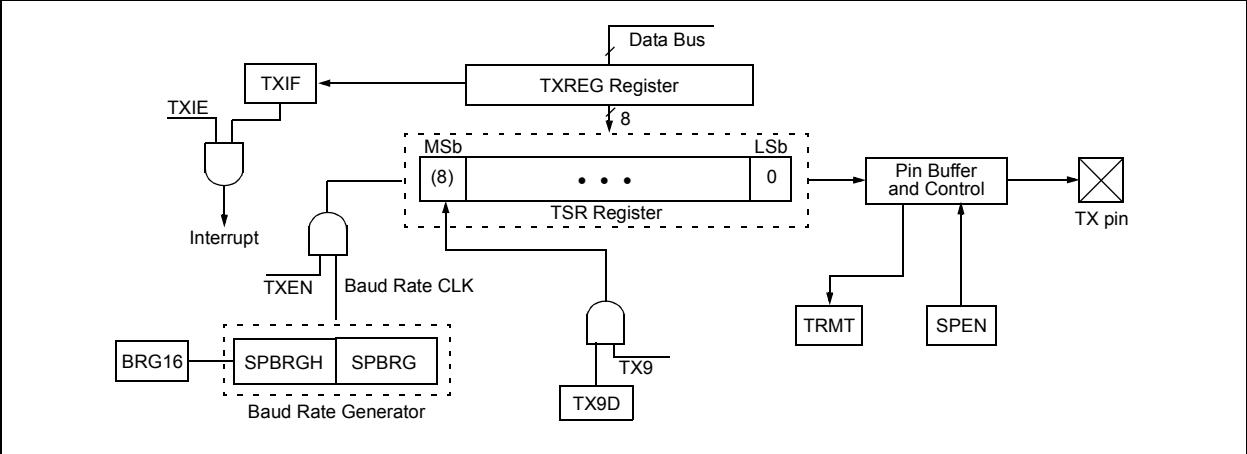 Data Bus
TXREG Register
TXIF
TXIE
8
MSb
LSb
(8)
• • •
0
TSR Register
Pin Buffer
and Control
TX pin
Interrupt
TXEN
Baud Rate CLK
TRMT
SPEN
BRG16
SPBRGH
SPBRG
TX9
TX9D
Baud Rate Generator